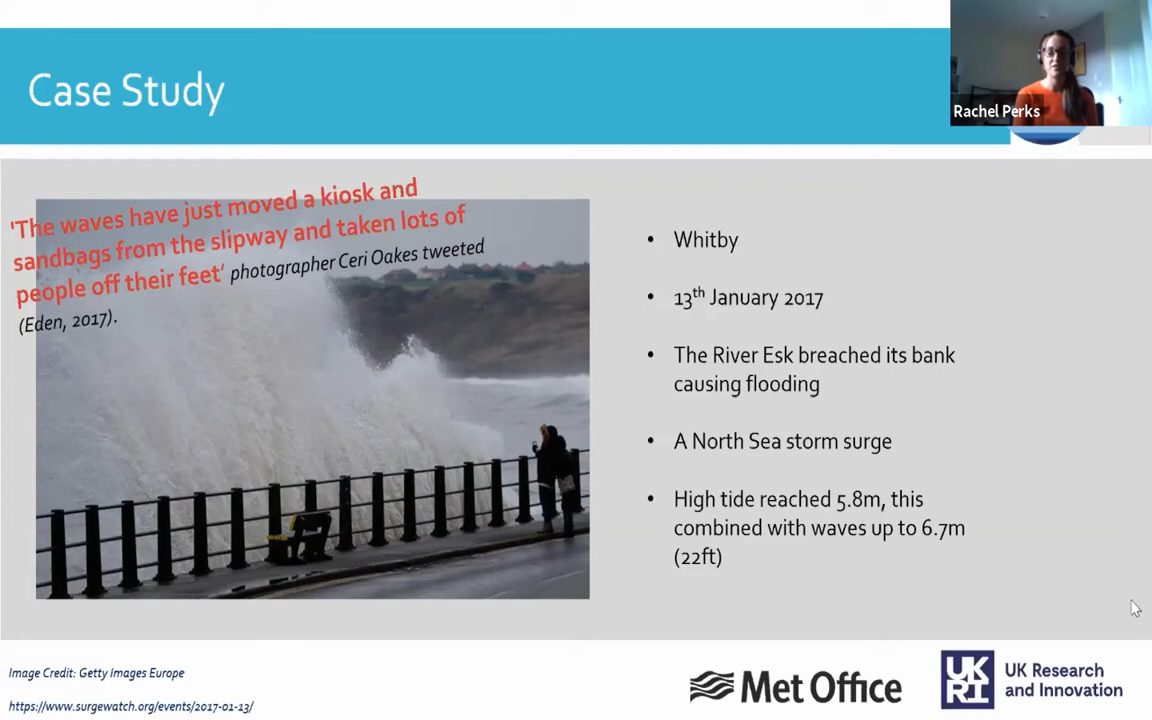 Case Study
Rachel Perks
'The waves have just moved a kiosk and
sandbags from the slipway and taken lots of
people off their feet' photographer Ceri Oakes tweeted
(Eden, 2017).
• Whitby
• 13th January 2017
• The River Esk breached its bank
causing flooding
• A North Sea storm surge
• High tide reached 5.8m, this
combined with waves up to 6.7m
(22ft)
Image Credit: Getty Images Europe
https://www.surgewatch.org/events/2017-01-13/
Met Office
UK
RI
UK Research
and Innovation